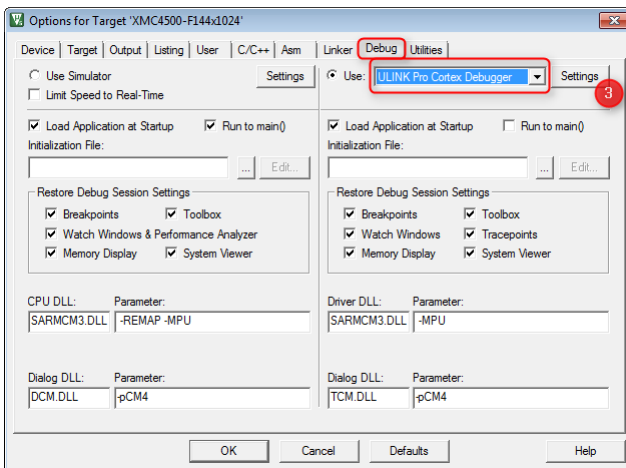 Options for Target 'XMC4500-F144x1024'
Device Target Output Listing User C/C++ Asm Linker Debug Utilities
Use Simulator Settings
Limit Speed to Real-Time
Use: ULINK Pro Cortex Debugger Settings
3
Load Application at Startup Run to main()
Initialization File:
... Edit...
Restore Debug Session Settings
Breakpoints Toolbox
Watch Windows & Performance Analyzer
Memory Display System Viewer
CPU DLL: Parameter:
SARMCM3.DLL -REMAP -MPU
Dialog DLL: Parameter:
DCM.DLL -pCM4
Load Application at Startup Run to main()
Initialization File:
... Edit...
Restore Debug Session Settings
Breakpoints Toolbox
Watch Windows Tracepoints
Memory Display System Viewer
Driver DLL: Parameter:
SARMCM3.DLL -MPU
Dialog DLL: Parameter:
TCM.DLL -pCM4
OK Cancel Defaults Help